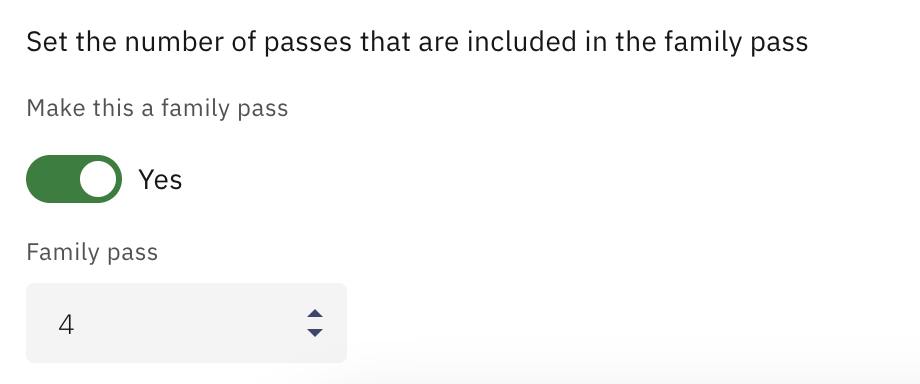 Set the number of passes that are included in the family pass
Make this a family pass
Yes
Family pass
4